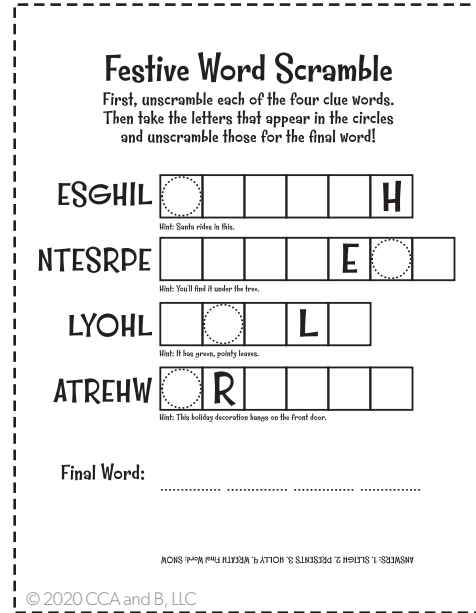 Festive Word Scramble
First, unscramble each of the four clue words.
Then take the letters that appear in the circles
and unscramble those for the final word!
ESGHIL H
Hint: Santa rides in this.
NTESRPE E
Hint: You'll find it under the tree.
LYOHL L
Hint: It has green, pointy leaves.
ATREHW R
Hint: This holiday decoration hangs on the front door.
Final Word:
ANSWERS: 1. SLEIGH 2. PRESENTS 3. HOLLY 4. WREATH Final Word: SNOW
© 2020 CCA and B, LLC